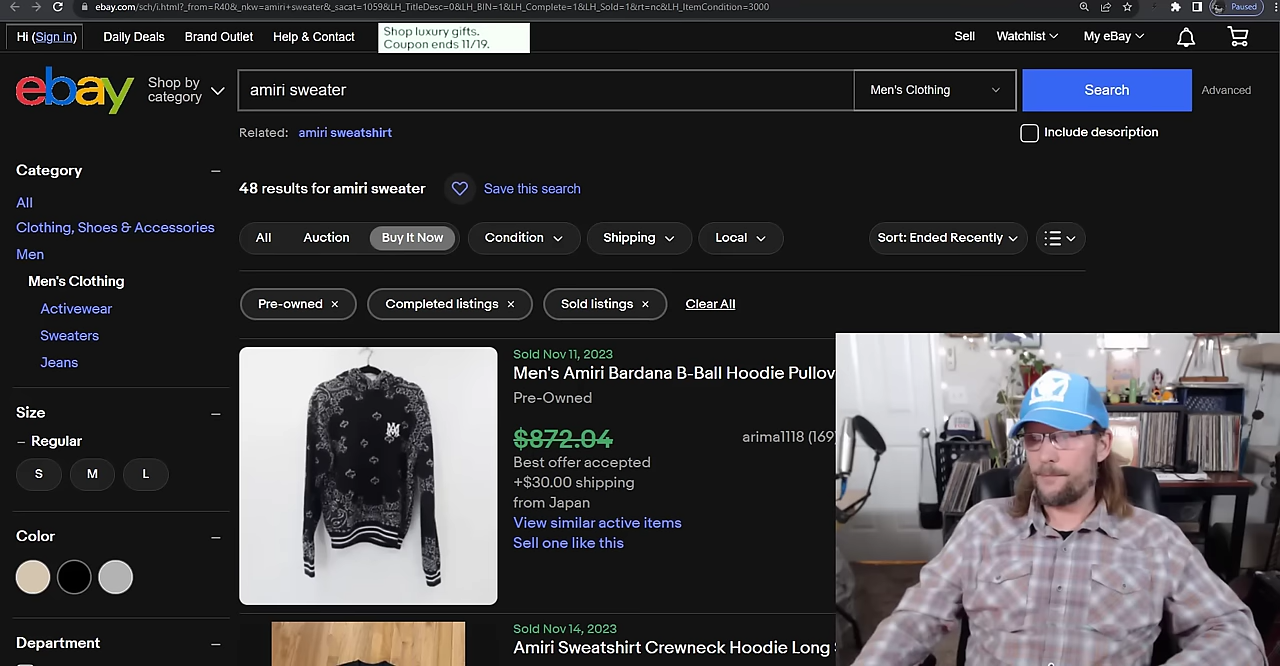 ebay.com/sch/i.html?_from=R40&_nkw=amiri+sweater&_sacat=1059&LH_TitleDesc=0&LH_BIN=1&LH_Complete=1&LH_Sold=1&rt=nc&LH_ItemCondition=3000
Paused
Hi (Sign in)
Daily Deals
Brand Outlet
Help & Contact
Shop luxury gifts.
Coupon ends 11/19.
Sell
Watchlist
My eBay
ebay
Shop by
category
amiri sweater
Men's Clothing
Search
Advanced
Related: amiri sweatshirt
Include description
Category
All
Clothing, Shoes & Accessories
Men
Men's Clothing
Activewear
Sweaters
Jeans
Size
Regular
S
M
L
Color
Department
48 results for amiri sweater
Save this search
All
Auction
Buy It Now
Condition
Shipping
Local
Sort: Ended Recently
Pre-owned ×
Completed listings ×
Sold listings ×
Clear All
Sold Nov 11, 2023
Men's Amiri Bardana B-Ball Hoodie Pullov
Pre-Owned
$872.04
arima1118 (169)
Best offer accepted
+$30.00 shipping
from Japan
View similar active items
Sell one like this
Sold Nov 14, 2023
Amiri Sweatshirt Crewneck Hoodie Long